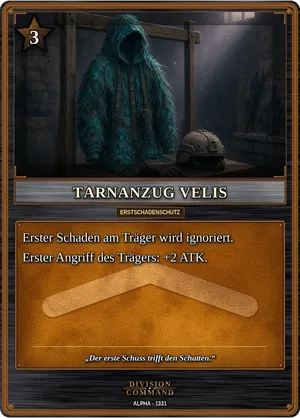 3
TARNANZUG VELIS
ERSTSCHADENSCHUTZ
Erster Schaden am Träger wird ignoriert.
Erster Angriff des Trägers: +2 ATK.
„Der erste Schuss trifft den Schatten.“
DIVISION
COMMAND
ALPHA - 1331